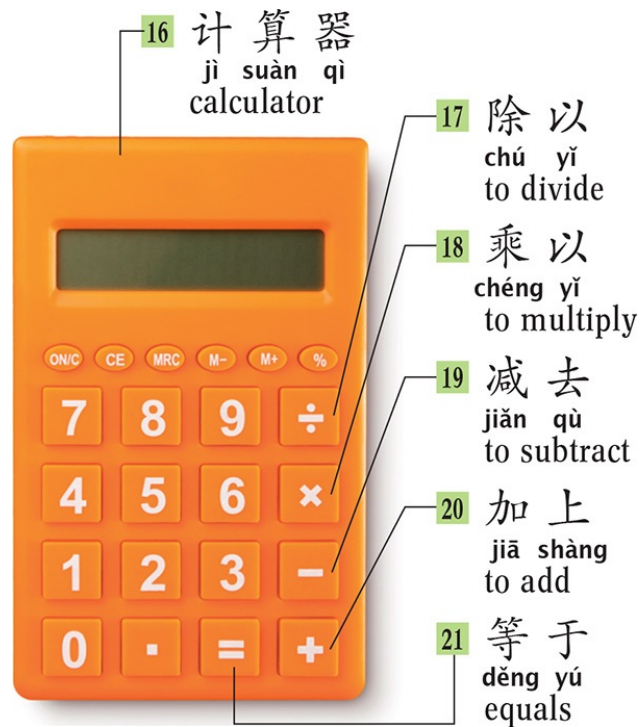 16 计算器
jì suàn qì
calculator
17 除以
chú yǐ
to divide
18 乘以
chéng yǐ
to multiply
19 减去
jiǎn qù
to subtract
20 加上
jiā shàng
to add
21 等于
děng yú
equals
ON/C CE MRC M− M+ %
7 8 9 ÷
4 5 6 ×
1 2 3 −
0 . = +